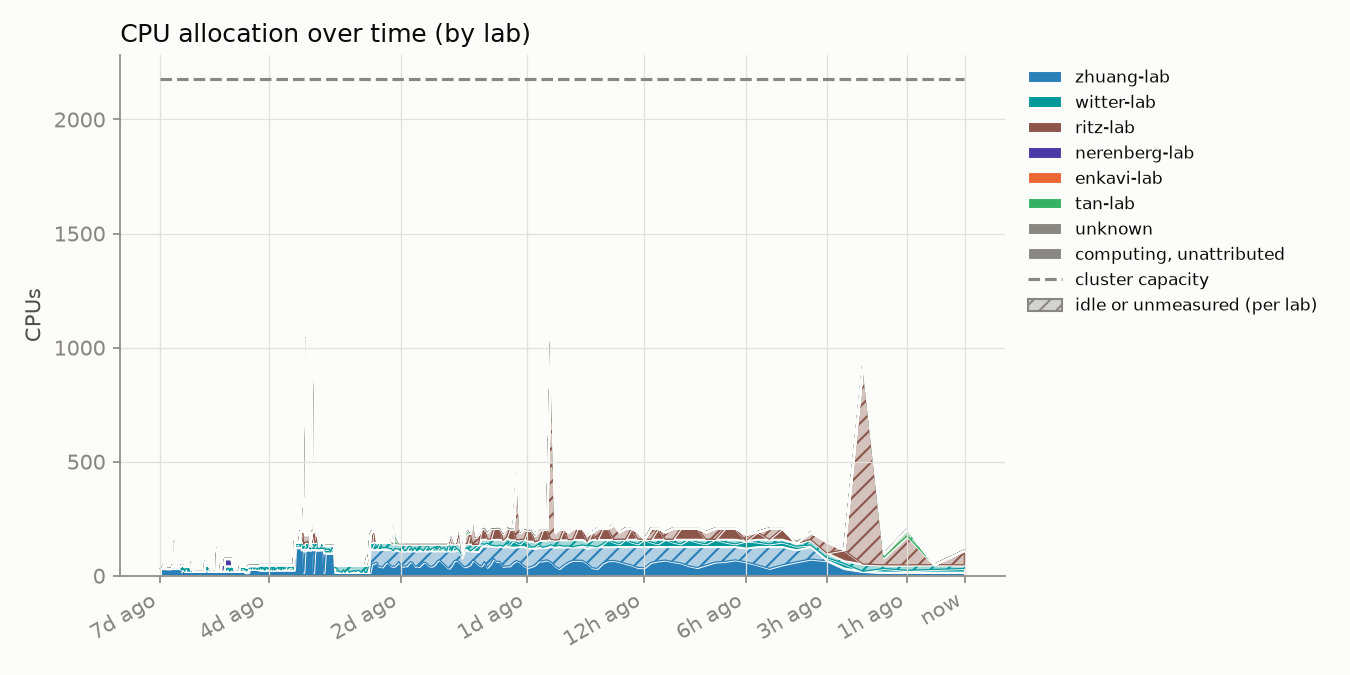 CPU allocation over time (by lab)
CPUs
2000
1500
1000
500
0
7d ago
4d ago
2d ago
1d ago
12h ago
6h ago
3h ago
1h ago
now
zhuang-lab
witter-lab
ritz-lab
nerenberg-lab
enkavi-lab
tan-lab
unknown
computing, unattributed
cluster capacity
idle or unmeasured (per lab)